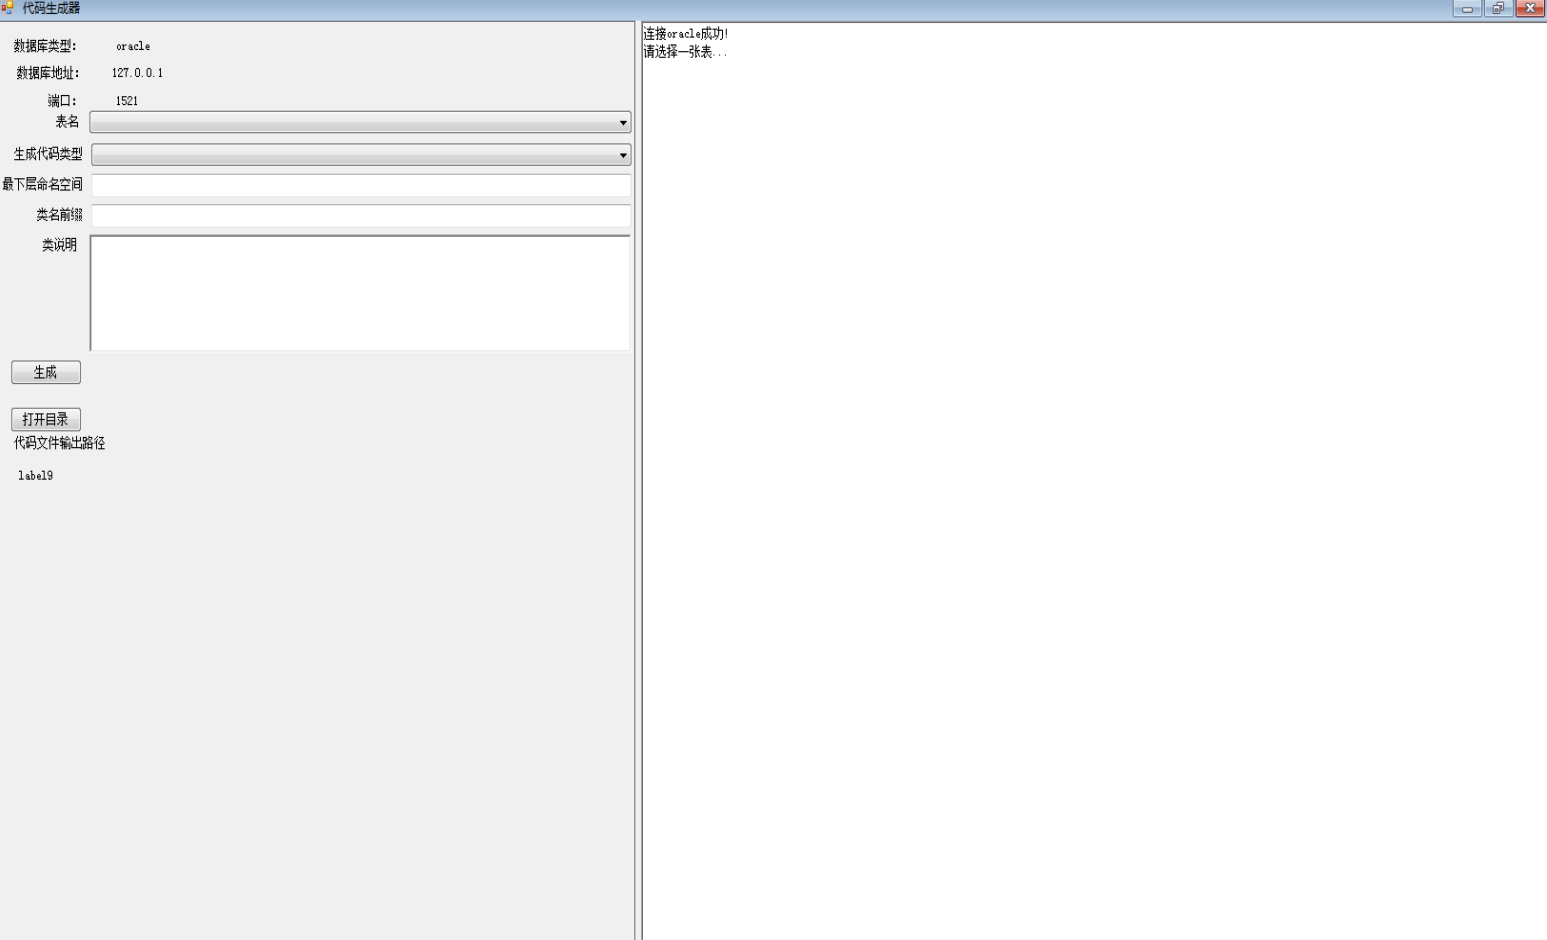 代码生成器
数据库类型: oracle
数据库地址: 127.0.0.1
端口: 1521
表名
生成代码类型
最下层命名空间
类名前缀
类说明
生成
打开目录
代码文件输出路径
label9
连接oracle成功!
请选择一张表...